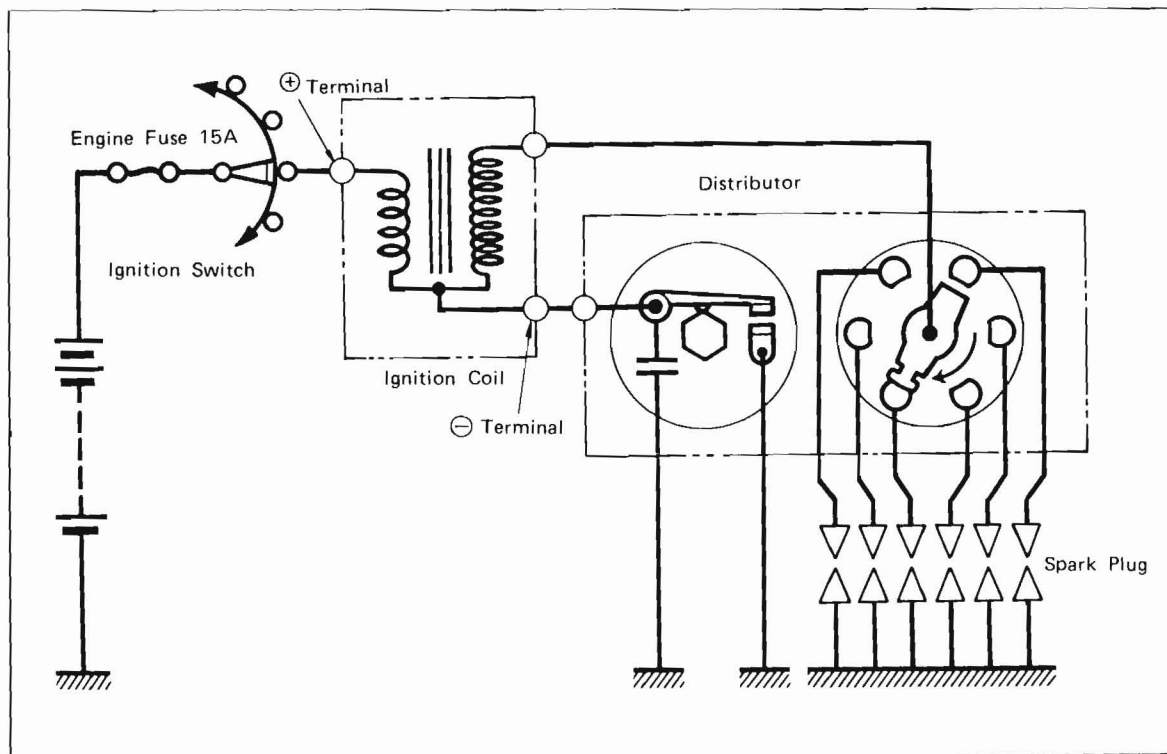 ⊕ Terminal
Engine Fuse 15A
Ignition Switch
Distributor
Ignition Coil
⊖ Terminal
Spark Plug